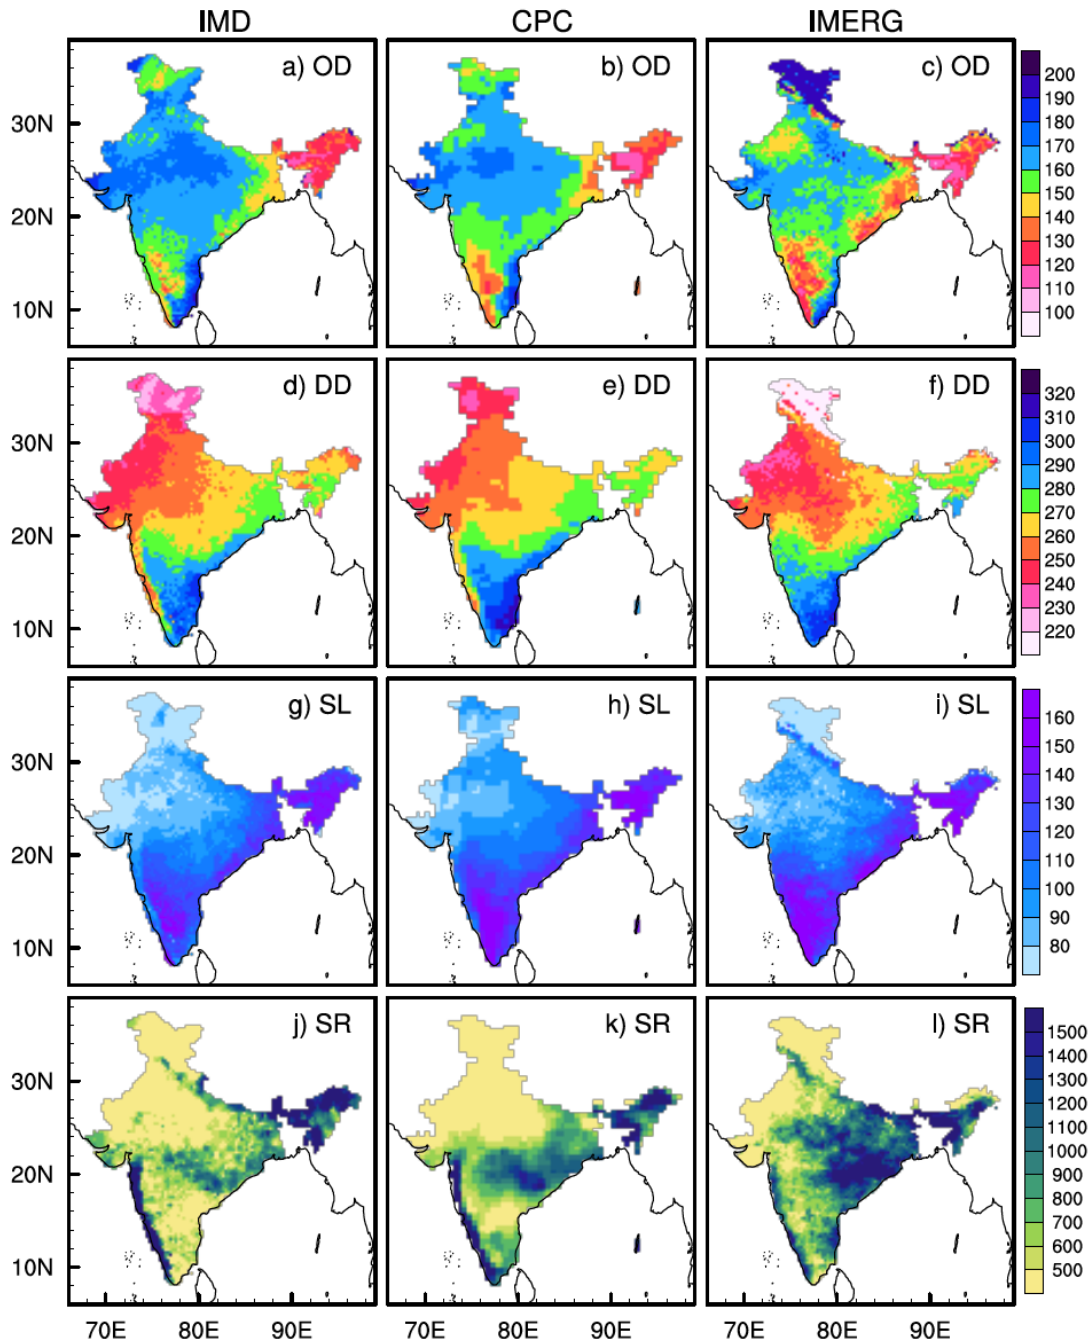 IMD CPC IMERG
a) OD b) OD c) OD
30N
20N
10N
200
190
180
170
160
150
140
130
120
110
100
d) DD e) DD f) DD
30N
20N
10N
320
310
300
290
280
270
260
250
240
230
220
g) SL h) SL i) SL
30N
20N
10N
160
150
140
130
120
110
100
90
80
j) SR k) SR l) SR
30N
20N
10N
1500
1400
1300
1200
1100
1000
900
800
700
600
500
70E 80E 90E 70E 80E 90E 70E 80E 90E